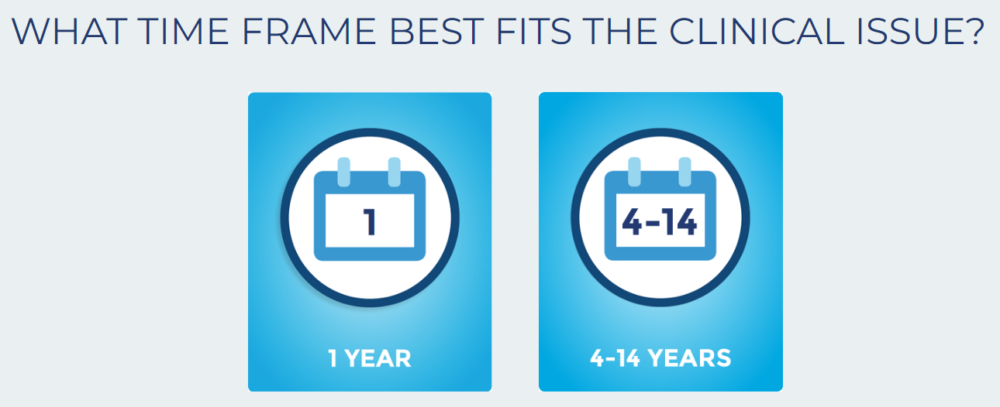 WHAT TIME FRAME BEST FITS THE CLINICAL ISSUE?
1
4-14
1 YEAR
4-14 YEARS